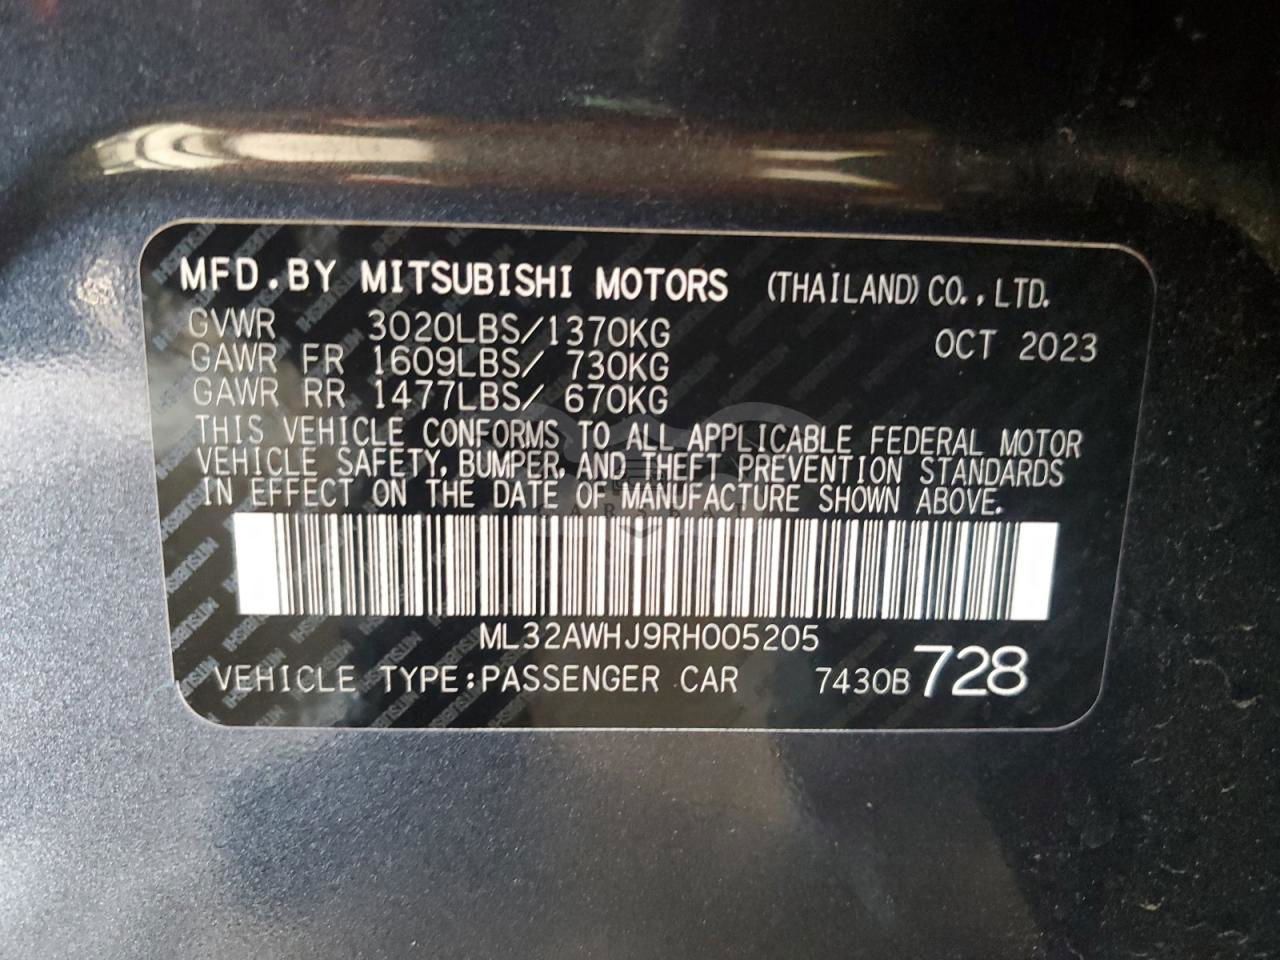 MFD.BY MITSUBISHI MOTORS (THAILAND) CO., LTD.
GVWR 3020LBS/1370KG OCT 2023
GAWR FR 1609LBS/ 730KG
GAWR RR 1477LBS/ 670KG
THIS VEHICLE CONFORMS TO ALL APPLICABLE FEDERAL MOTOR
VEHICLE SAFETY, BUMPER, AND THEFT PREVENTION STANDARDS
IN EFFECT ON THE DATE OF MANUFACTURE SHOWN ABOVE.
ML32AWHJ9RH005205
VEHICLE TYPE:PASSENGER CAR 7430B 728